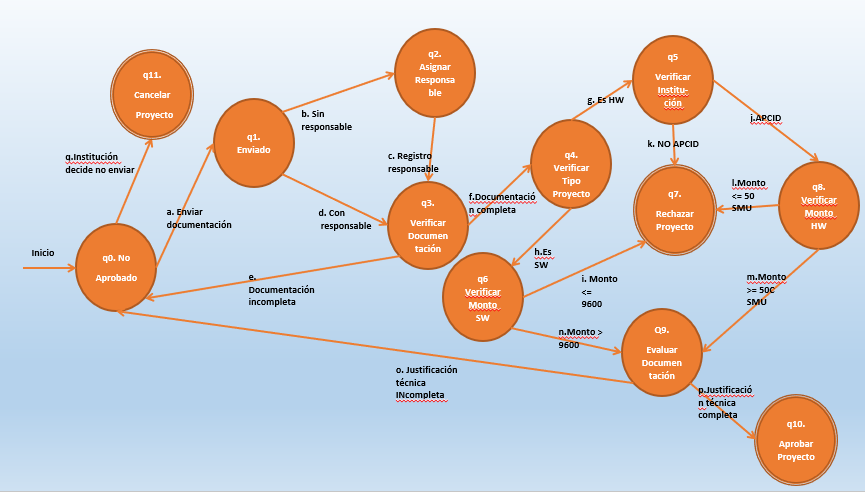 q11.
Cancelar
Proyecto
q2.
Asignar
Responsa
ble
q5
Verificar
Institu-
ción
q1.
Enviado
b. Sin
responsable
g. Es HW
j.APCID
k. NO APCID
q.Institución
decide no enviar
c. Registro
responsable
q4.
Verificar
Tipo
Proyecto
l.Monto
<= 50
SMU
q8.
Verificar
Monto
HW
a. Enviar
documentación
d. Con
responsable
q3.
Verificar
Documen
tación
f.Documentació
n completa
q7.
Rechazar
Proyecto
Inicio
q0. No
Aprobado
e.
Documentación
incompleta
h.Es
SW
q6
Verificar
Monto
SW
i. Monto
<=
9600
m.Monto
>= 500
SMU
n.Monto >
9600
Q9.
Evaluar
Documen
tación
o. Justificación
técnica
INcompleta
p.Justificació
n técnica
completa
q10.
Aprobar
Proyecto